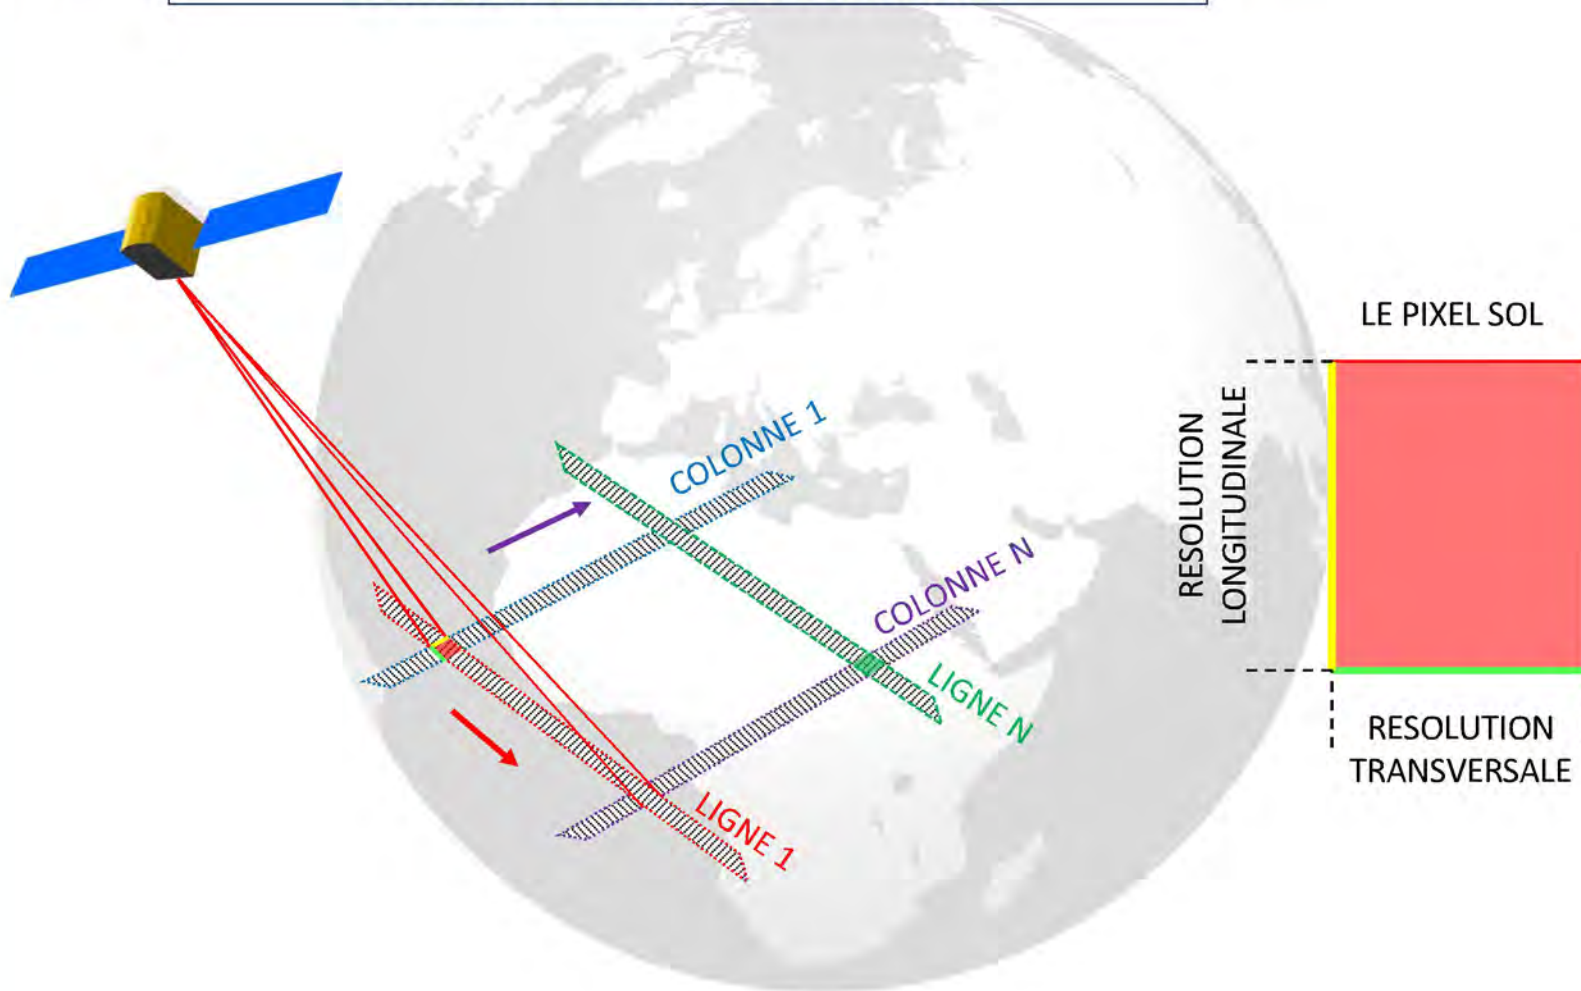 LE PIXEL SOL
COLONNE 1
RESOLUTION
LONGITUDINALE
COLONNE N
LIGNE N
RESOLUTION
TRANSVERSALE
LIGNE 1